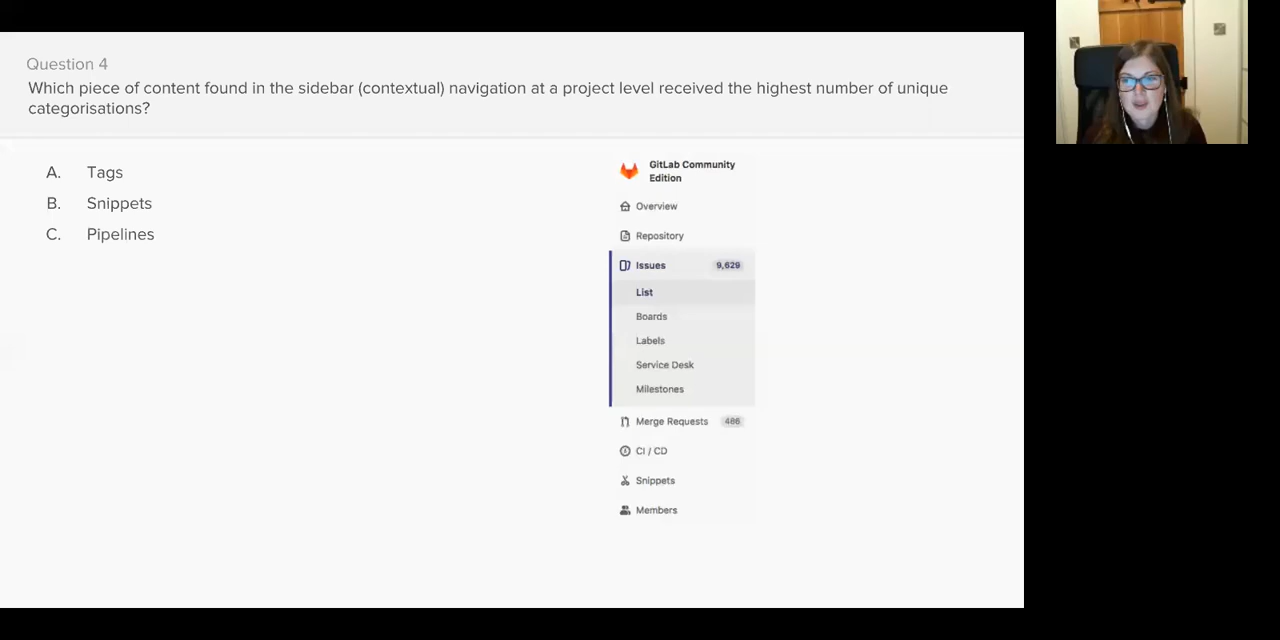 Question 4
Which piece of content found in the sidebar (contextual) navigation at a project level received the highest number of unique
categorisations?
A. Tags
B. Snippets
C. Pipelines
GitLab Community
Edition
Overview
Repository
Issues 9,629
List
Boards
Labels
Service Desk
Milestones
Merge Requests 486
CI / CD
Snippets
Members